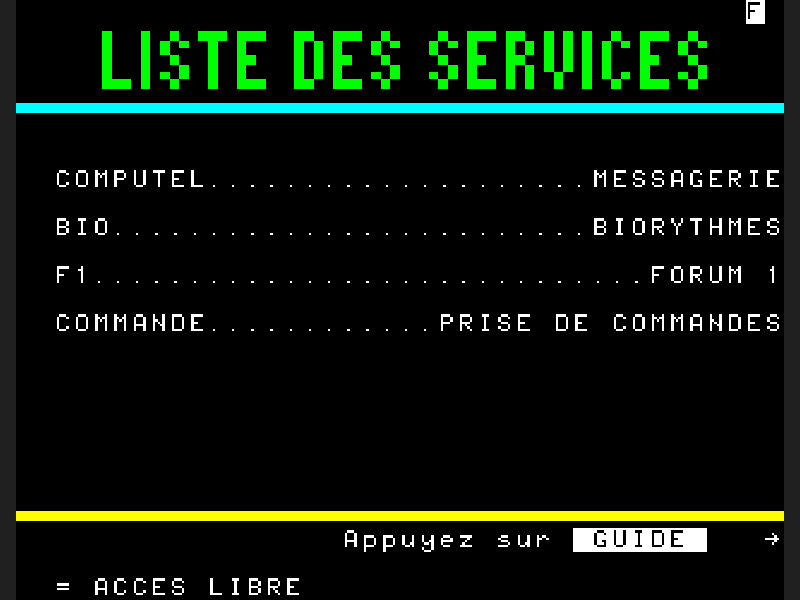 F
LISTE DES SERVICES
COMPUTEL....................MESSAGERIE
BIO.........................BIORYTHMES
F1.............................FORUM 1
COMMANDE............PRISE DE COMMANDES
Appuyez sur GUIDE →
= ACCES LIBRE